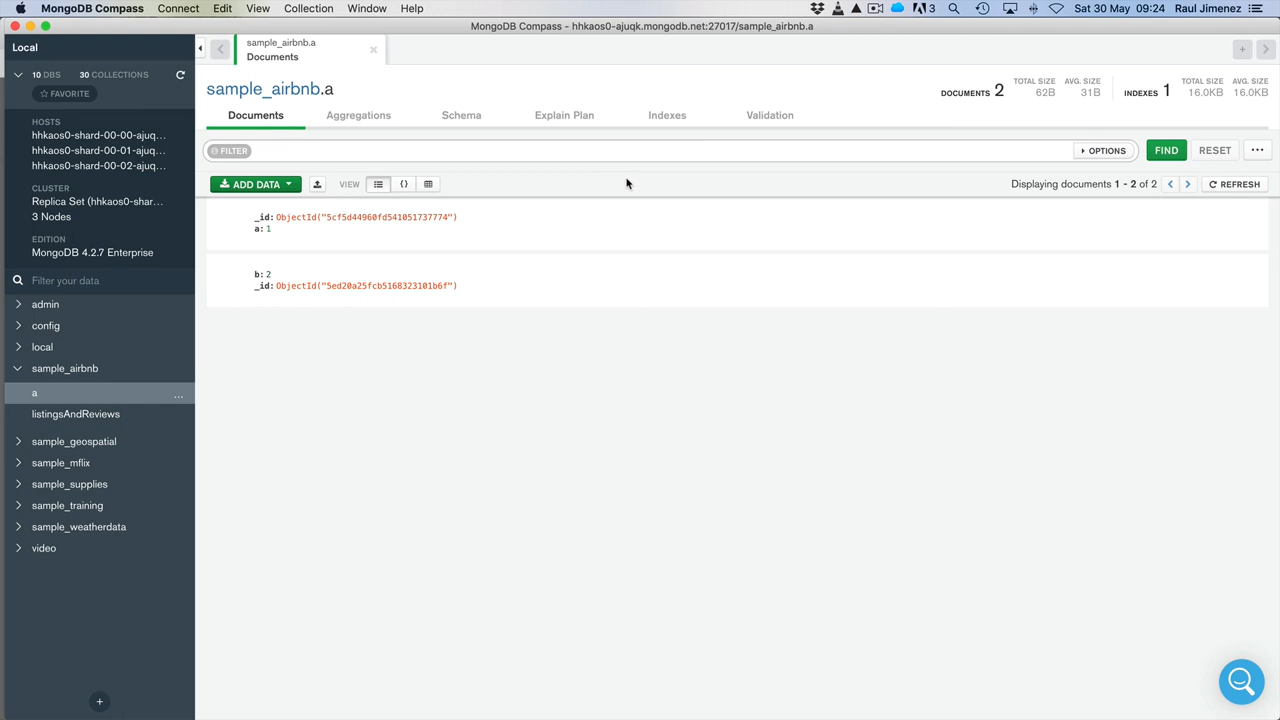 MongoDB Compass Connect Edit View Collection Window Help
Sat 30 May 09:24 Raul Jimenez
MongoDB Compass - hhkaos0-ajuqk.mongodb.net:27017/sample_airbnb.a
Local
10 DBS 30 COLLECTIONS
FAVORITE
HOSTS
hhkaos0-shard-00-00-ajuq...
hhkaos0-shard-00-01-ajuq...
hhkaos0-shard-00-02-ajuq...
CLUSTER
Replica Set (hhkaos0-shar...
3 Nodes
EDITION
MongoDB 4.2.7 Enterprise
Filter your data
admin
config
local
sample_airbnb
a ...
listingsAndReviews
sample_geospatial
sample_mflix
sample_supplies
sample_training
sample_weatherdata
video
sample_airbnb.a
Documents
sample_airbnb.a
DOCUMENTS 2 TOTAL SIZE 62B AVG. SIZE 31B
INDEXES 1 TOTAL SIZE 16.0KB AVG. SIZE 16.0KB
Documents Aggregations Schema Explain Plan Indexes Validation
FILTER OPTIONS FIND RESET ...
ADD DATA VIEW {} Displaying documents 1 - 2 of 2 REFRESH
_id: ObjectId("5cf5d44960fd541051737774")
a: 1
b: 2
_id: ObjectId("5ed20a25fcb5168323101b6f")